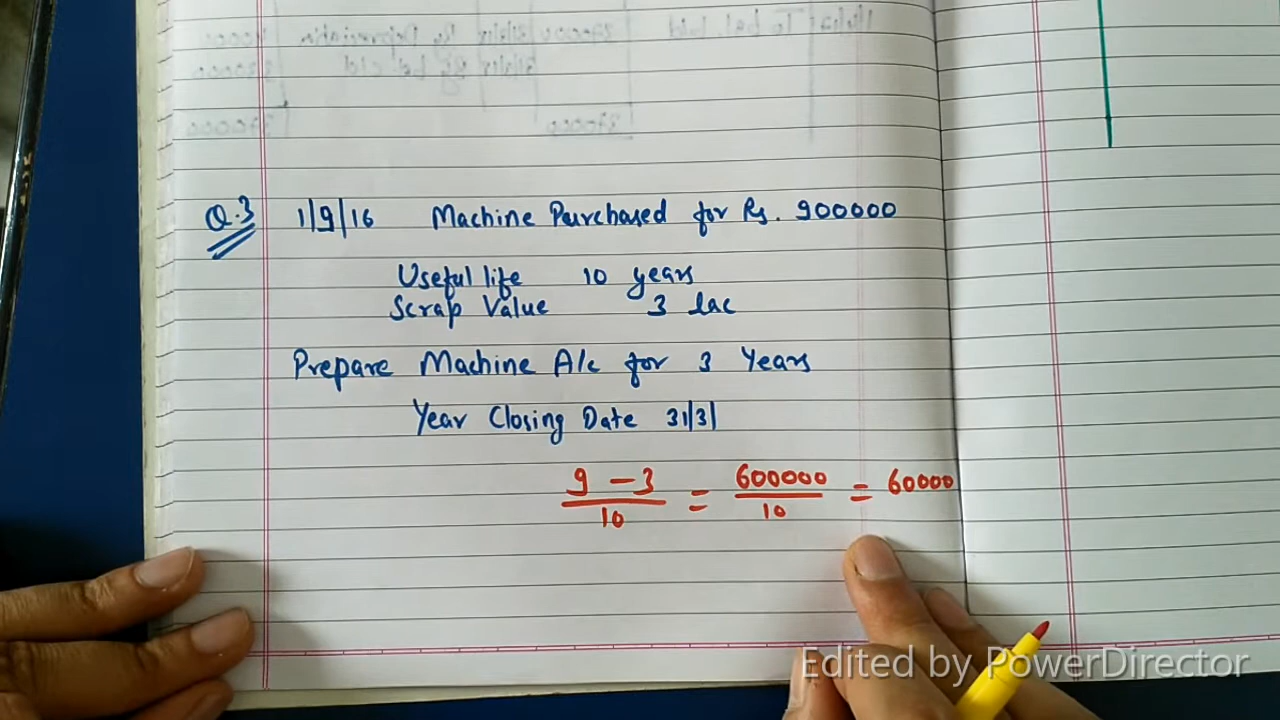 Q.3 1/9/16 Machine Purchased for Rs. 900000
Useful life 10 years
Scrap Value 3 lac
Prepare Machine A/c for 3 Years
Year Closing Date 31/3/
9 - 3 / 10 = 600000 / 10 = 60000
Edited by PowerDirector